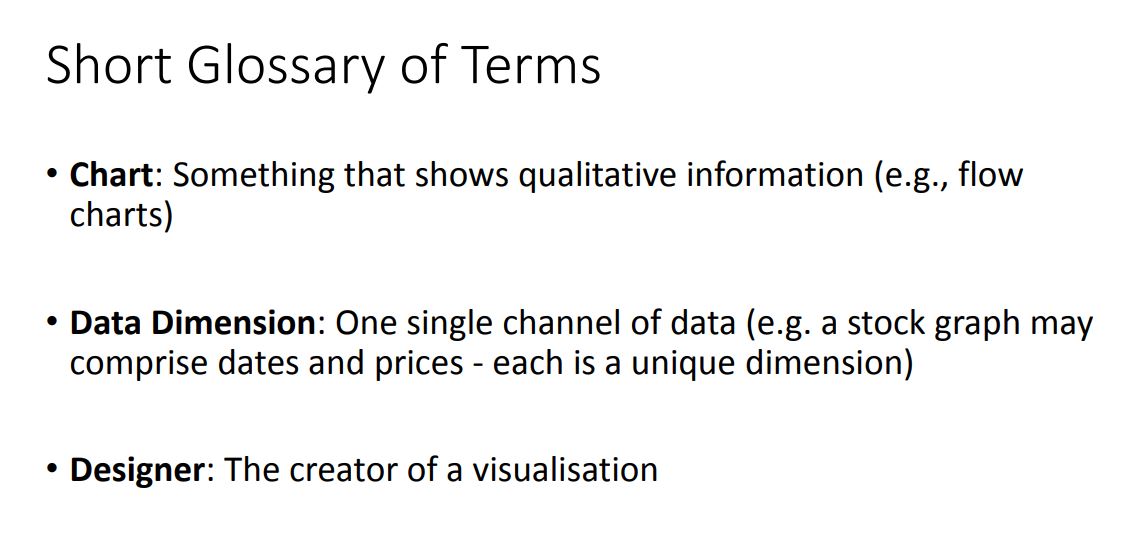 Short Glossary of Terms
• Chart: Something that shows qualitative information (e.g., flow
charts)
• Data Dimension: One single channel of data (e.g. a stock graph may
comprise dates and prices - each is a unique dimension)
• Designer: The creator of a visualisation